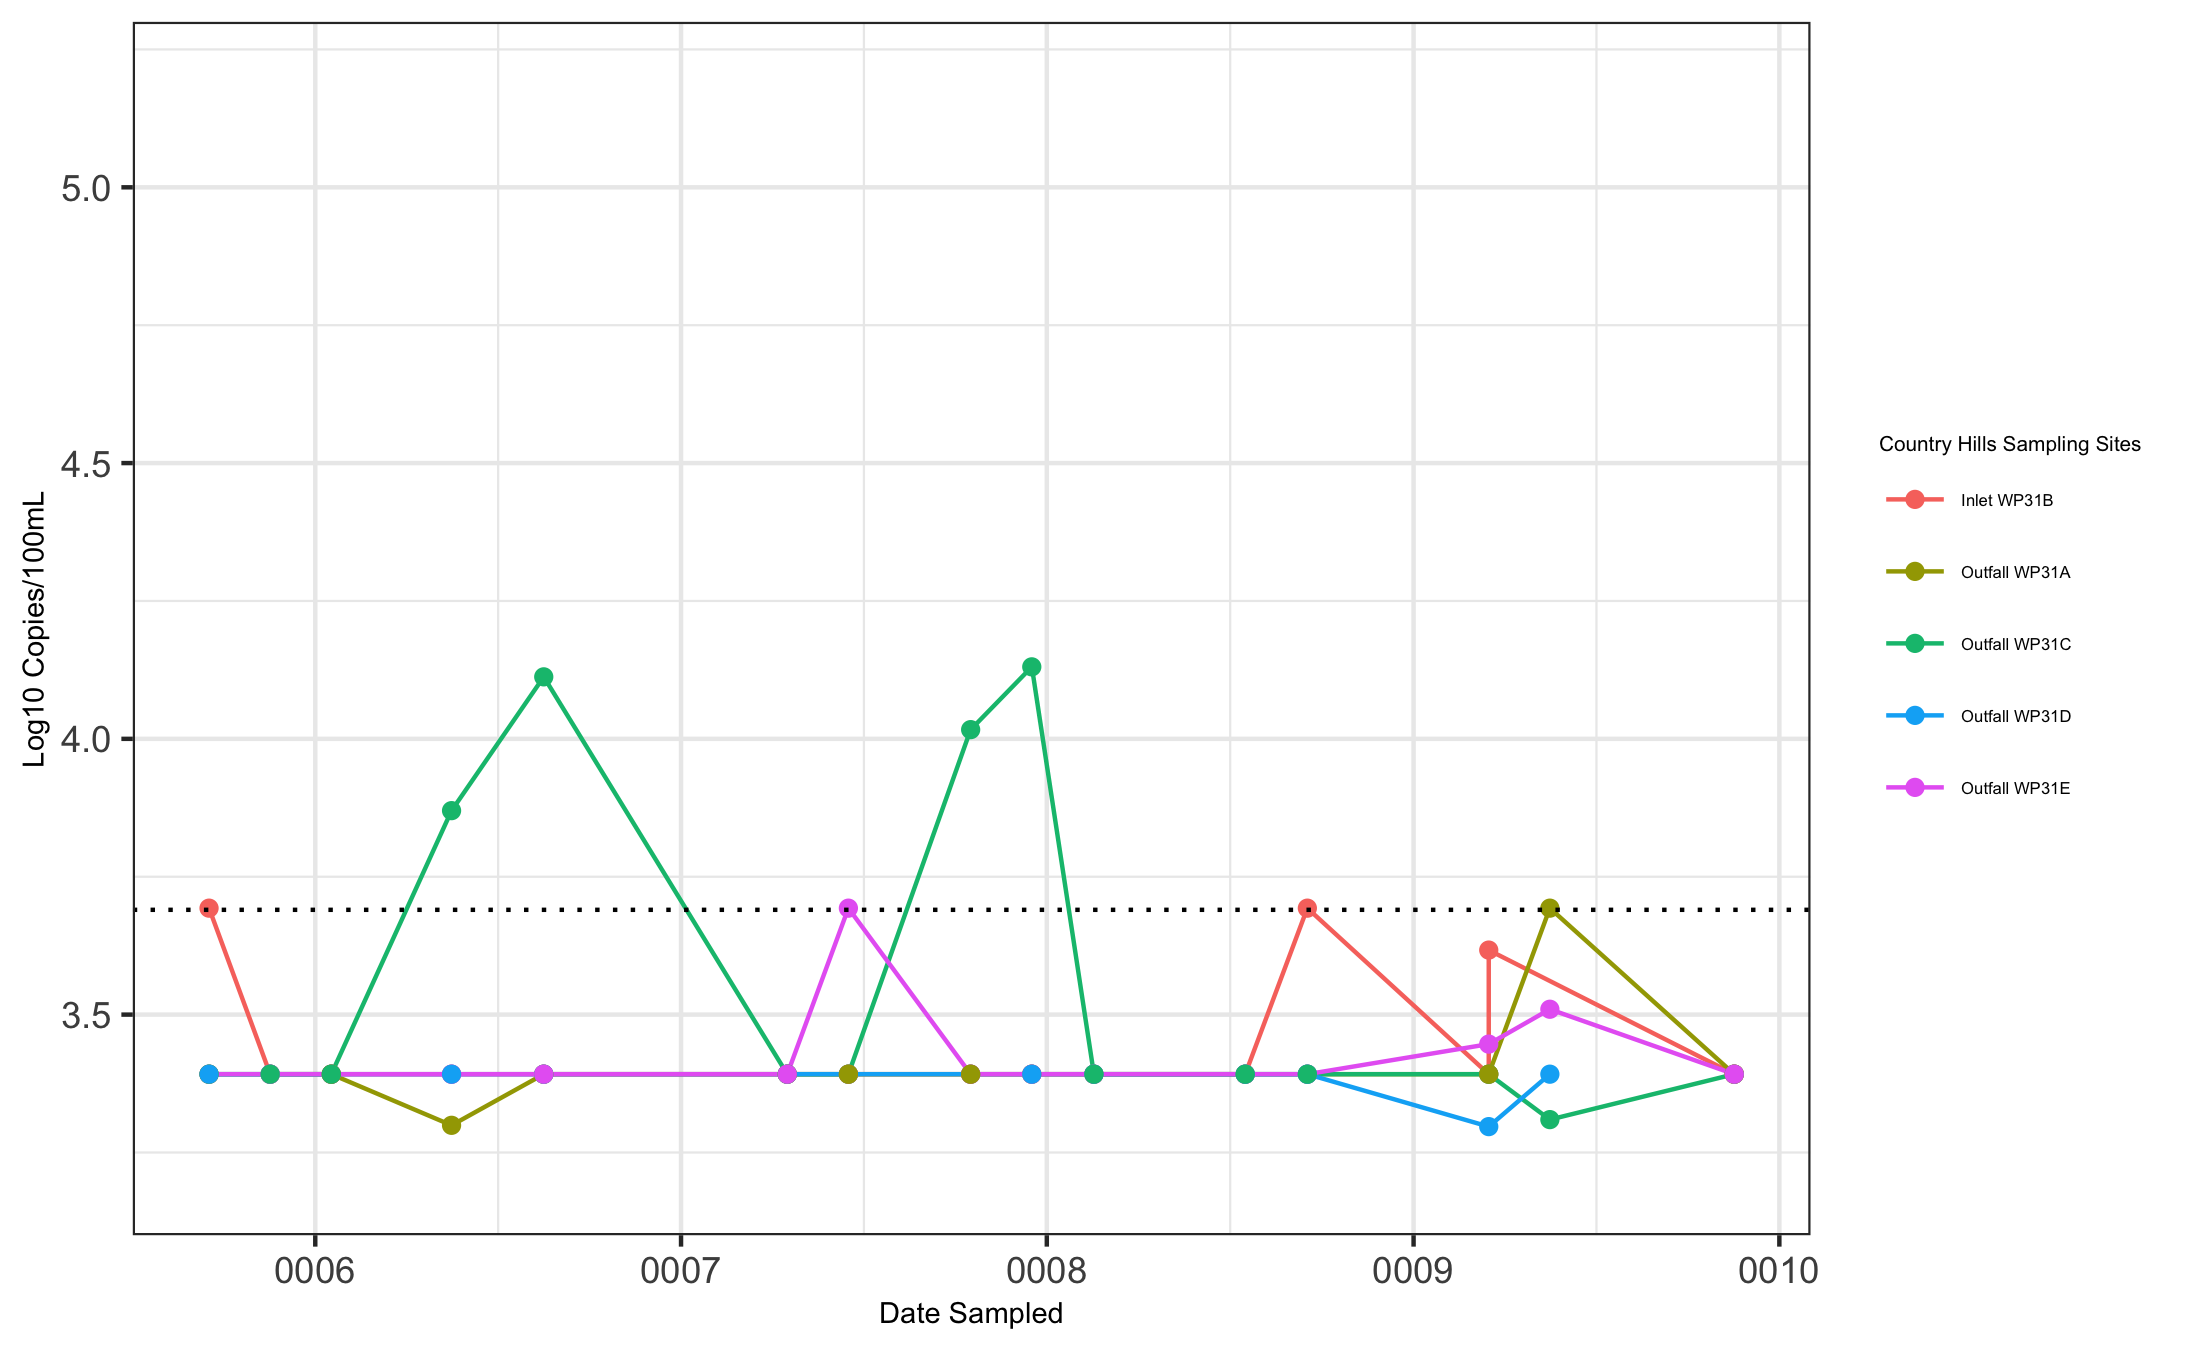 5.0
4.5
4.0
3.5
Log10 Copies/100mL
0006 0007 0008 0009 0010
Date Sampled
Country Hills Sampling Sites
Inlet WP31B
Outfall WP31A
Outfall WP31C
Outfall WP31D
Outfall WP31E